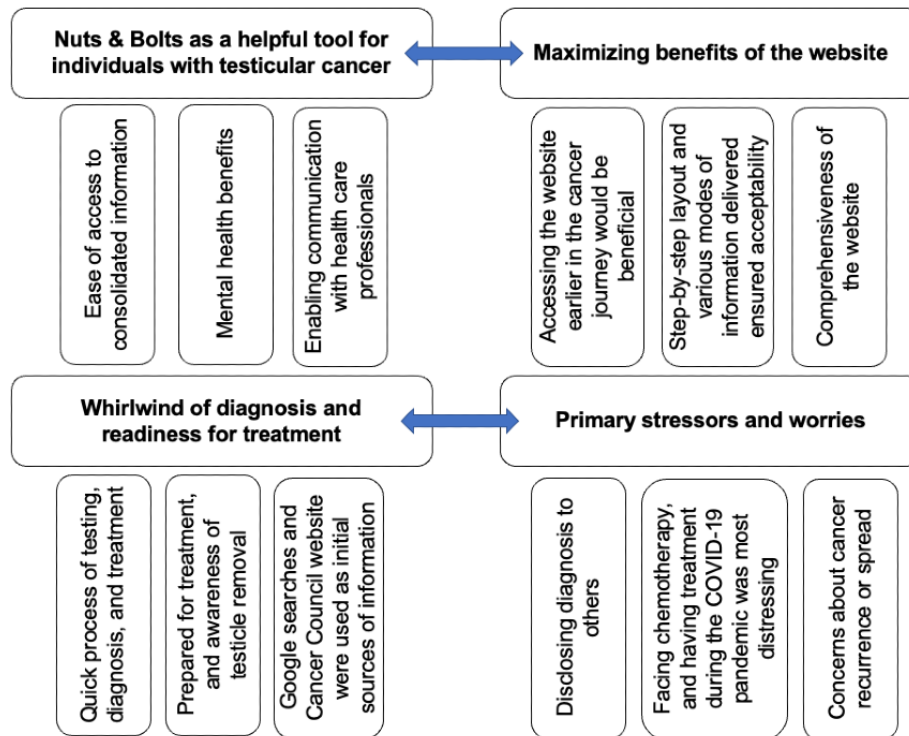 Nuts & Bolts as a helpful tool for
individuals with testicular cancer
Maximizing benefits of the website
Ease of access to
consolidated information
Mental health benefits
Enabling communication
with health care
professionals
Accessing the website
earlier in the cancer
journey would be
beneficial
Step-by-step layout and
various modes of
information delivered
ensured acceptability
Comprehensiveness of
the website
Whirlwind of diagnosis and
readiness for treatment
Primary stressors and worries
Quick process of testing,
diagnosis, and treatment
Prepared for treatment,
and awareness of
testicle removal
Google searches and
Cancer Council website
were used as initial
sources of information
Disclosing diagnosis to
others
Facing chemotherapy,
and having treatment
during the COVID-19
pandemic was most
distressing
Concerns about cancer
recurrence or spread